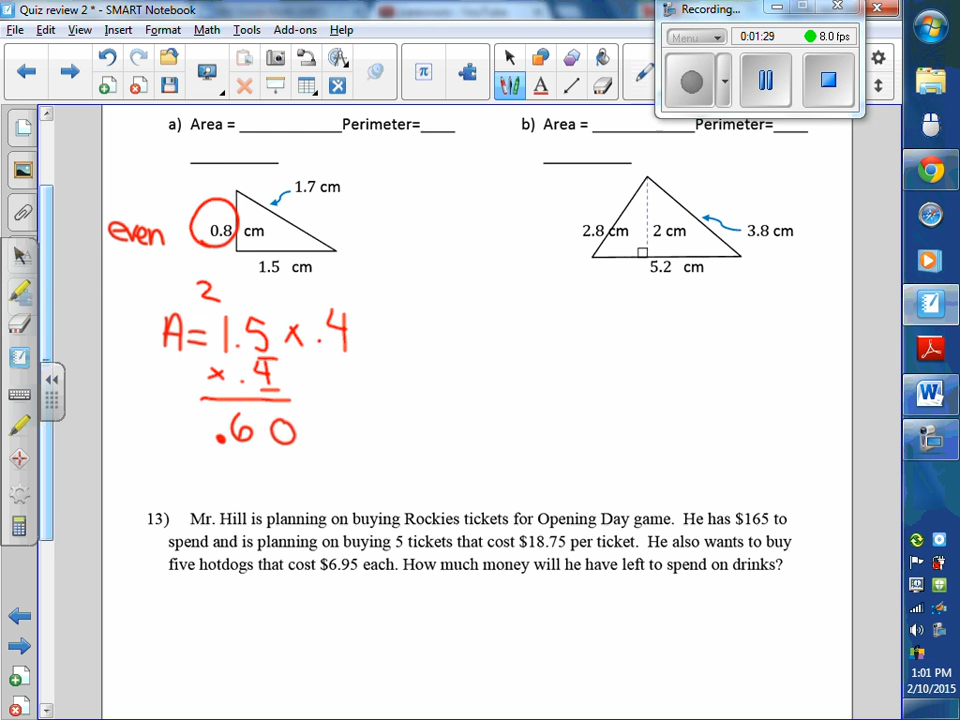 Quiz review 2 * - SMART Notebook
Recording...
File Edit View Insert Format Math Tools Add-ons Help
Menu 0:01:29 8.0 fps
a) Area = ____________Perimeter=____
__________
b) Area = ____________Perimeter=____
__________
1.7 cm
even
0.8 cm
1.5 cm
2.8 cm
2 cm
3.8 cm
5.2 cm
2
A=1.5 x .4
x .4
.60
13) Mr. Hill is planning on buying Rockies tickets for Opening Day game. He has $165 to
spend and is planning on buying 5 tickets that cost $18.75 per ticket. He also wants to buy
five hotdogs that cost $6.95 each. How much money will he have left to spend on drinks?
1:01 PM
2/10/2015